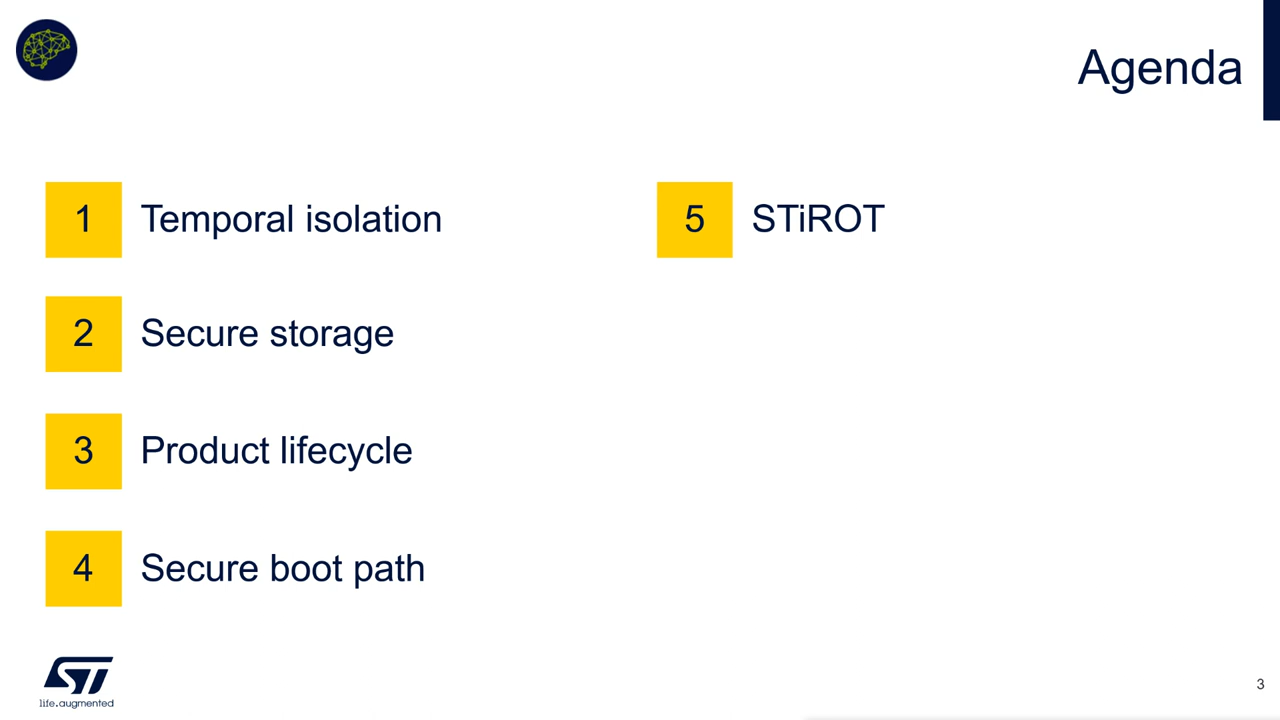 Agenda
1 Temporal isolation
2 Secure storage
3 Product lifecycle
4 Secure boot path
5 STiROT
ST
life.augmented
3